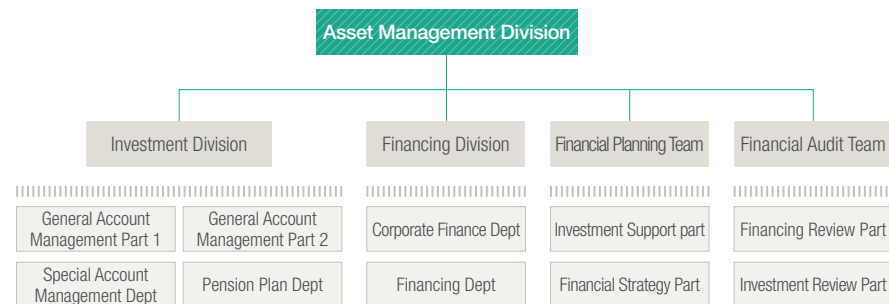 Asset Management Division
Investment Division
Financing Division
Financial Planning Team
Financial Audit Team
General Account
Management Part 1
General Account
Management Part 2
Corporate Finance Dept
Investment Support part
Financing Review Part
Special Account
Management Dept
Pension Plan Dept
Financing Dept
Financial Strategy Part
Investment Review Part